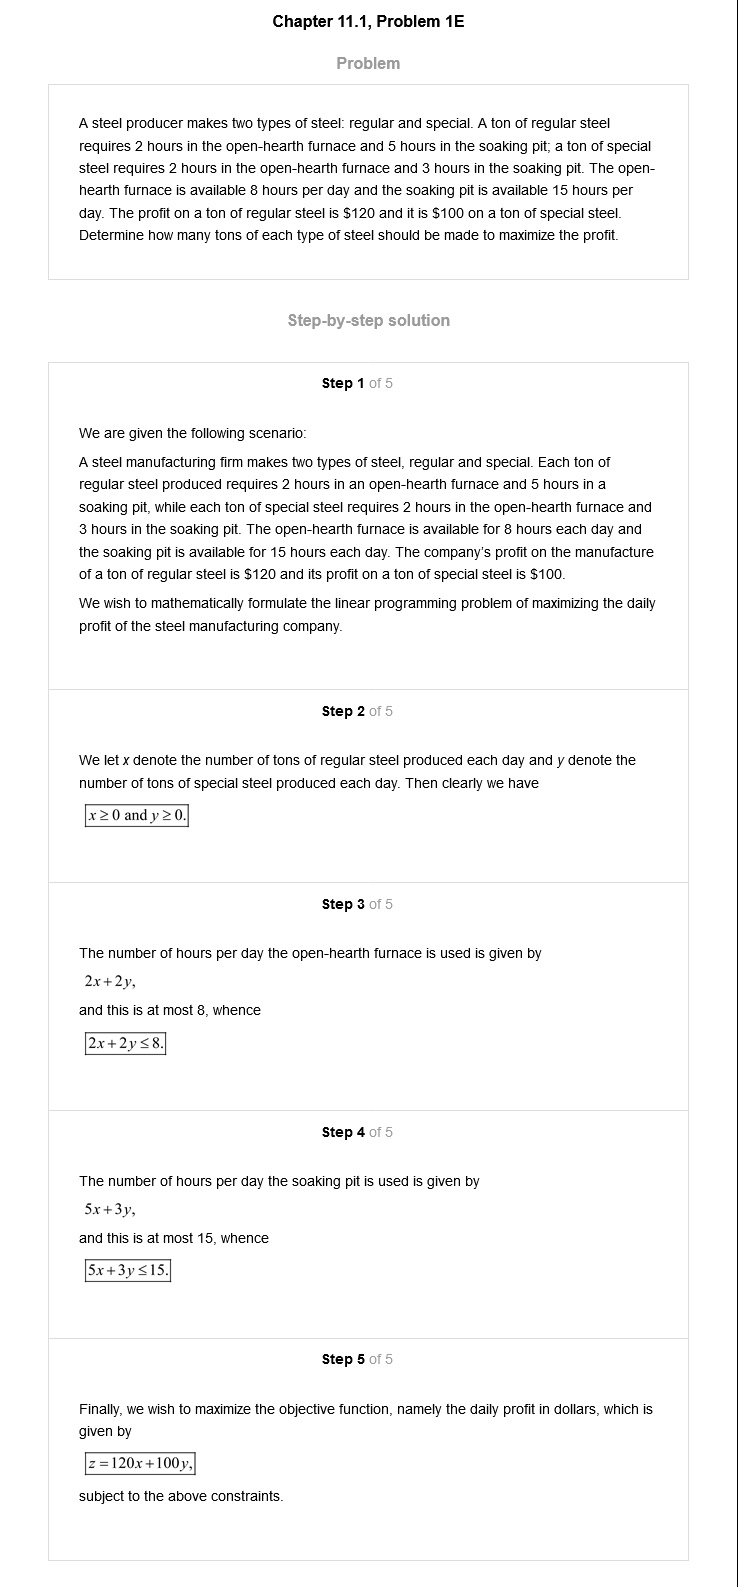 Chapter 11.1, Problem 1E
Problem
A steel producer makes two types of steel: regular and special. A ton of regular steel
requires 2 hours in the open-hearth furnace and 5 hours in the soaking pit; a ton of special
steel requires 2 hours in the open-hearth furnace and 3 hours in the soaking pit. The open-
hearth furnace is available 8 hours per day and the soaking pit is available 15 hours per
day. The profit on a ton of regular steel is $120 and it is $100 on a ton of special steel.
Determine how many tons of each type of steel should be made to maximize the profit.
Step-by-step solution
Step 1 of 5
We are given the following scenario:
A steel manufacturing firm makes two types of steel, regular and special. Each ton of
regular steel produced requires 2 hours in an open-hearth furnace and 5 hours in a
soaking pit, while each ton of special steel requires 2 hours in the open-hearth furnace and
3 hours in the soaking pit. The open-hearth furnace is available for 8 hours each day and
the soaking pit is available for 15 hours each day. The company's profit on the manufacture
of a ton of regular steel is $120 and its profit on a ton of special steel is $100.
We wish to mathematically formulate the linear programming problem of maximizing the daily
profit of the steel manufacturing company.
Step 2 of 5
We let x denote the number of tons of regular steel produced each day and y denote the
number of tons of special steel produced each day. Then clearly we have
x ≥ 0 and y ≥ 0.
Step 3 of 5
The number of hours per day the open-hearth furnace is used is given by
2x + 2y,
and this is at most 8, whence
2x + 2y ≤ 8.
Step 4 of 5
The number of hours per day the soaking pit is used is given by
5x + 3y,
and this is at most 15, whence
5x + 3y ≤ 15.
Step 5 of 5
Finally, we wish to maximize the objective function, namely the daily profit in dollars, which is
given by
z = 120x + 100y,
subject to the above constraints.